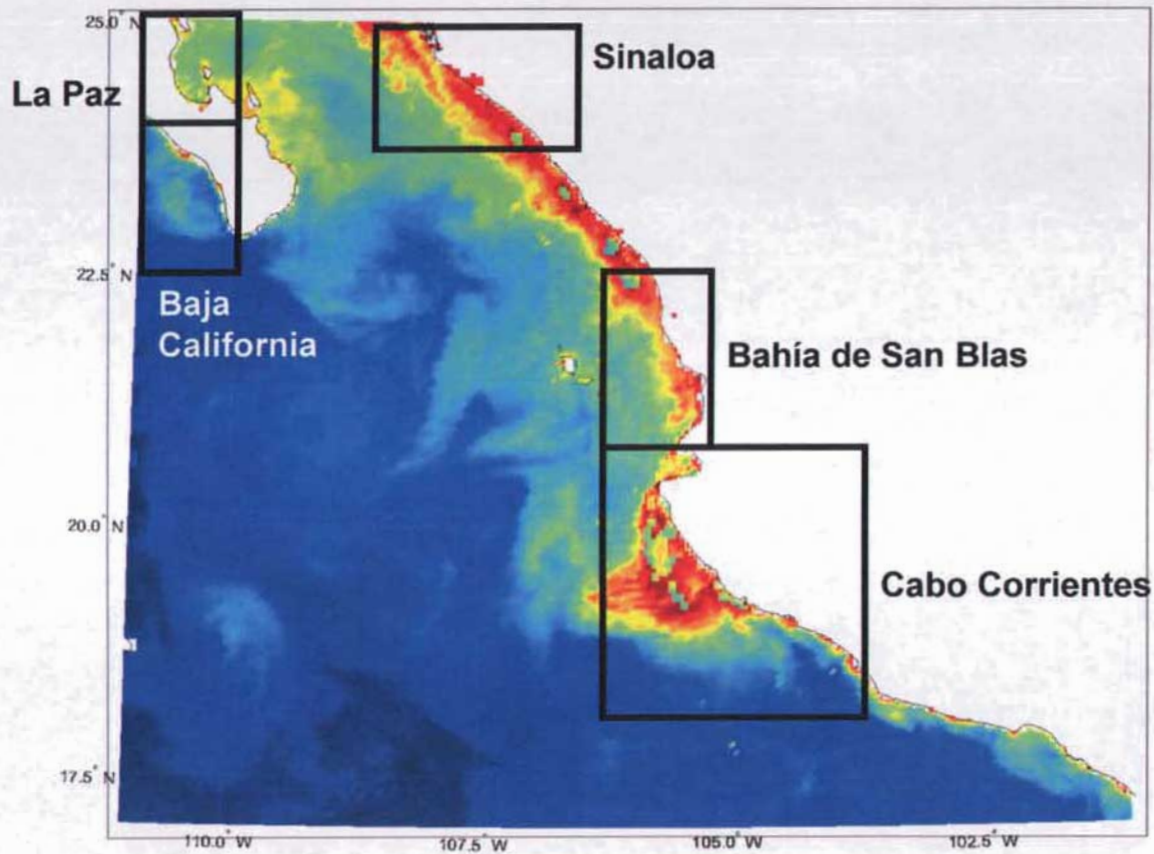 25.0° N
Sinaloa
La Paz
22.5° N
Baja
California
Bahía de San Blas
20.0° N
Cabo Corrientes
17.5° N
110.0° W
107.5° W
105.0° W
102.5° W